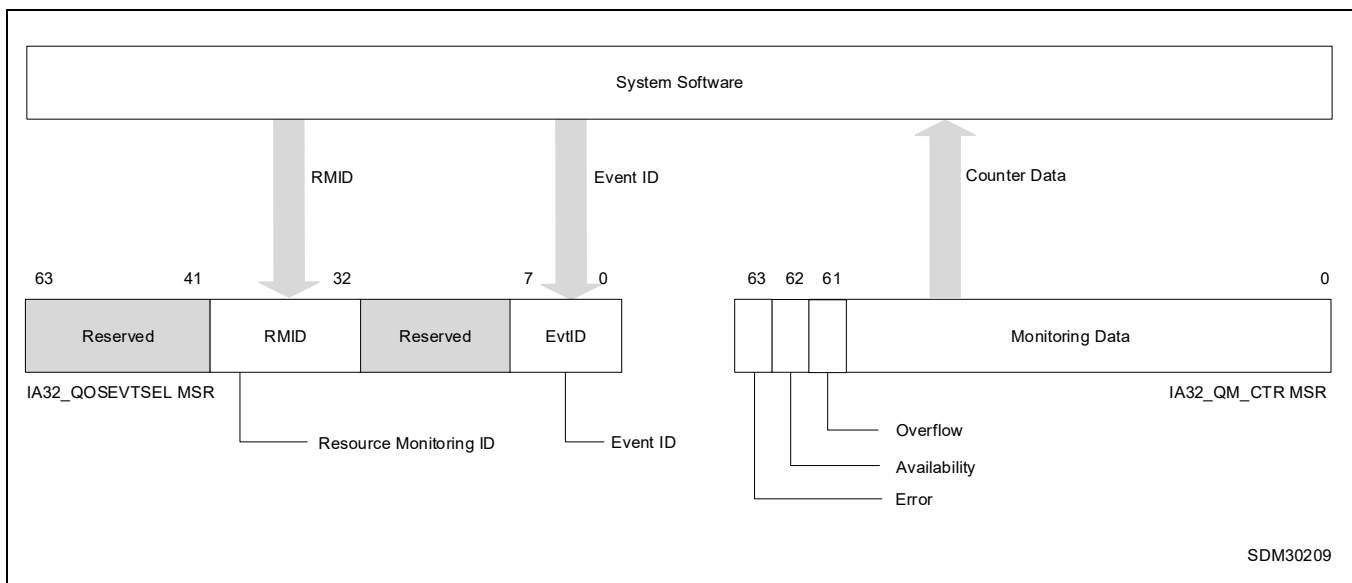 System Software
RMID
Event ID
Counter Data
63 41 32 7 0
63 62 61 0
Reserved RMID Reserved EvtID
Monitoring Data
IA32_QOSEVTSEL MSR
IA32_QM_CTR MSR
Resource Monitoring ID
Event ID
Overflow
Availability
Error
SDM30209